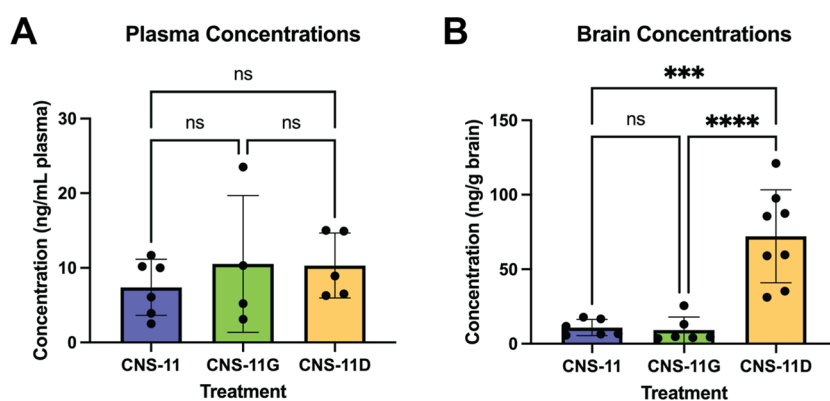 A
Plasma Concentrations
ns
ns
ns
Concentration (ng/mL plasma)
30
20
10
0
CNS-11
CNS-11G
CNS-11D
Treatment
B
Brain Concentrations
***
ns
****
Concentration (ng/g brain)
150
100
50
0
CNS-11
CNS-11G
CNS-11D
Treatment